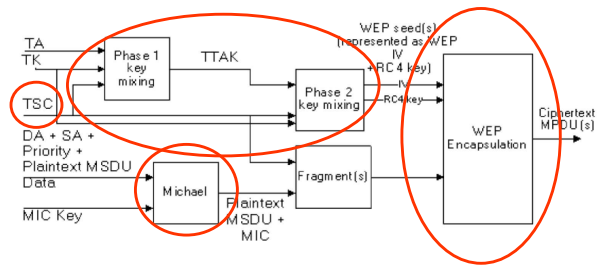 TA
TK
TSC
DA + SA +
Priority +
Plaintext MSDU
Data
MIC Key
Phase 1
key
mixing
TTAK
Phase 2
key mixing
Michael
Plaintext
MSDU +
MIC
Fragment(s)
WEP seed(s)
(represented as WEP
IV
+ RC4 key)
IV
RC4 key
WEP
Encapsulation
Ciphertext
MPDU(s)